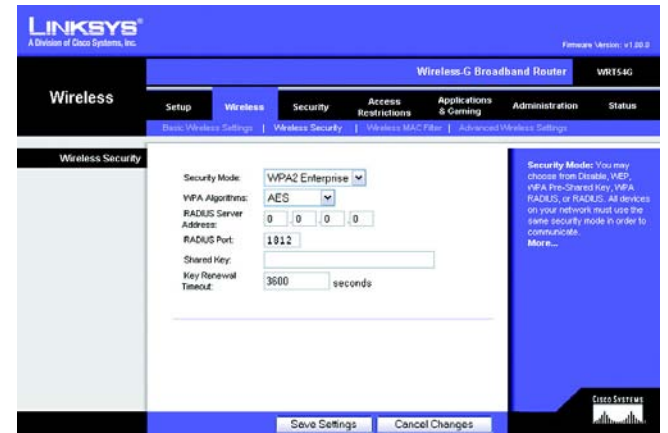 LINKSYS®
A Division of Cisco Systems, Inc.
Firmware Version: v1.00.0
Wireless-G Broadband Router
WRT54G
Wireless
Setup
Wireless
Security
Access Restrictions
Applications & Gaming
Administration
Status
Basic Wireless Settings | Wireless Security | Wireless MAC Filter | Advanced Wireless Settings
Wireless Security
Security Mode: WPA2 Enterprise
WPA Algorithms: AES
RADIUS Server Address: 0 . 0 . 0 . 0
RADIUS Port: 1812
Shared Key:
Key Renewal Timeout: 3600 seconds
Security Mode: You may
choose from Disable, WEP,
WPA Pre-Shared Key, WPA
RADIUS, or RADIUS. All devices
on your network must use the
same security mode in order to
communicate.
More...
Save Settings
Cancel Changes
CISCO SYSTEMS